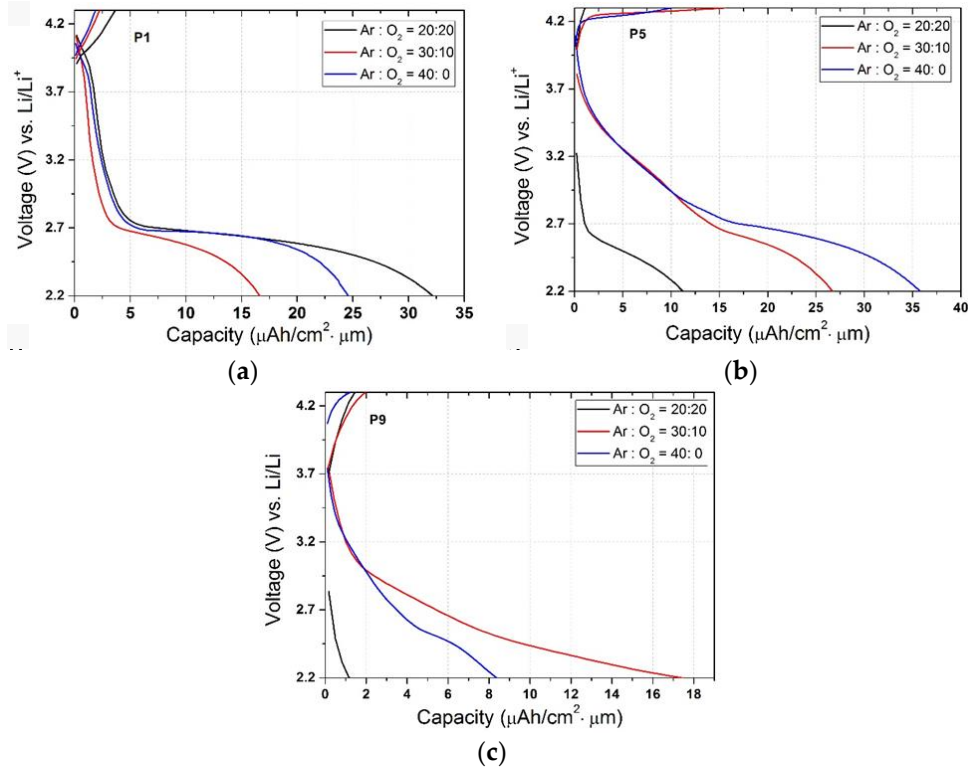 P1
Ar : O₂ = 20:20
Ar : O₂ = 30:10
Ar : O₂ = 40: 0
Voltage (V) vs. Li/Li⁺
4.2
3.7
3.2
2.7
2.2
0 5 10 15 20 25 30 35
Capacity (μAh/cm²· μm)
(a)
P5
Ar : O₂ = 20:20
Ar : O₂ = 30:10
Ar : O₂ = 40: 0
Voltage (V) vs. Li/Li⁺
4.2
3.7
3.2
2.7
2.2
0 5 10 15 20 25 30 35 40
Capacity (μAh/cm²· μm)
(b)
P9
Ar : O₂ = 20:20
Ar : O₂ = 30:10
Ar : O₂ = 40: 0
Voltage (V) vs. Li/Li
4.2
3.7
3.2
2.7
2.2
0 2 4 6 8 10 12 14 16 18
Capacity (μAh/cm²· μm)
(c)